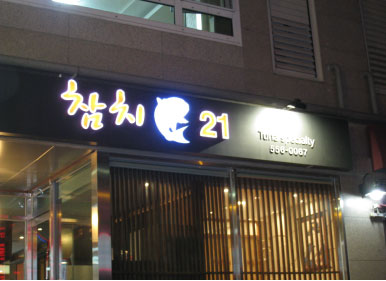 참치 21
Tuna specialty
556-0067